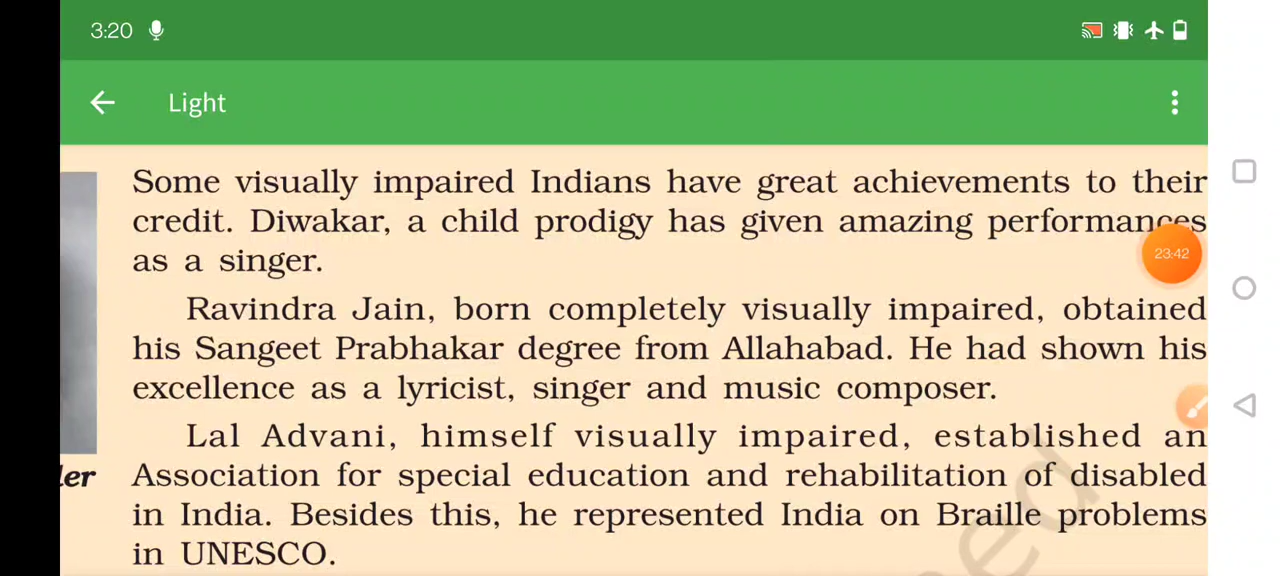 3:20
Light
Some visually impaired Indians have great achievements to their
credit. Diwakar, a child prodigy has given amazing performances
as a singer.
23:42
Ravindra Jain, born completely visually impaired, obtained
his Sangeet Prabhakar degree from Allahabad. He had shown his
excellence as a lyricist, singer and music composer.
Lal Advani, himself visually impaired, established an
Association for special education and rehabilitation of disabled
in India. Besides this, he represented India on Braille problems
in UNESCO.